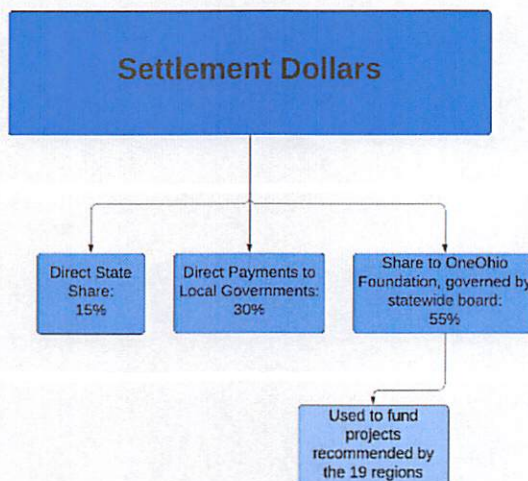 Settlement Dollars
Direct State
Share:
15%
Direct Payments to
Local Governments:
30%
Share to OneOhio
Foundation, governed by
statewide board:
55%
Used to fund
projects
recommended by
the 19 regions